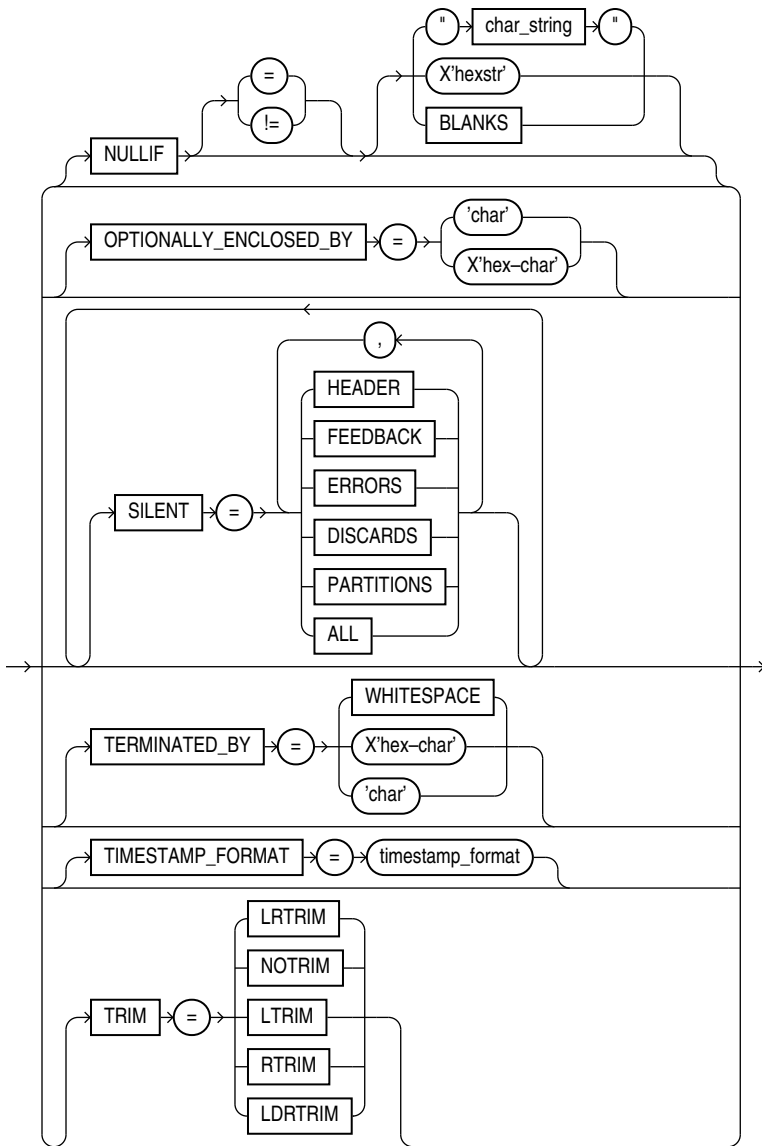 " char_string "
= X'hexstr'
!= BLANKS
NULLIF
OPTIONALLY_ENCLOSED_BY = 'char'
X'hex–char'
,
HEADER
FEEDBACK
ERRORS
SILENT =
DISCARDS
PARTITIONS
ALL
WHITESPACE
TERMINATED_BY = X'hex–char'
'char'
TIMESTAMP_FORMAT = timestamp_format
LRTRIM
NOTRIM
TRIM = LTRIM
RTRIM
LDRTRIM